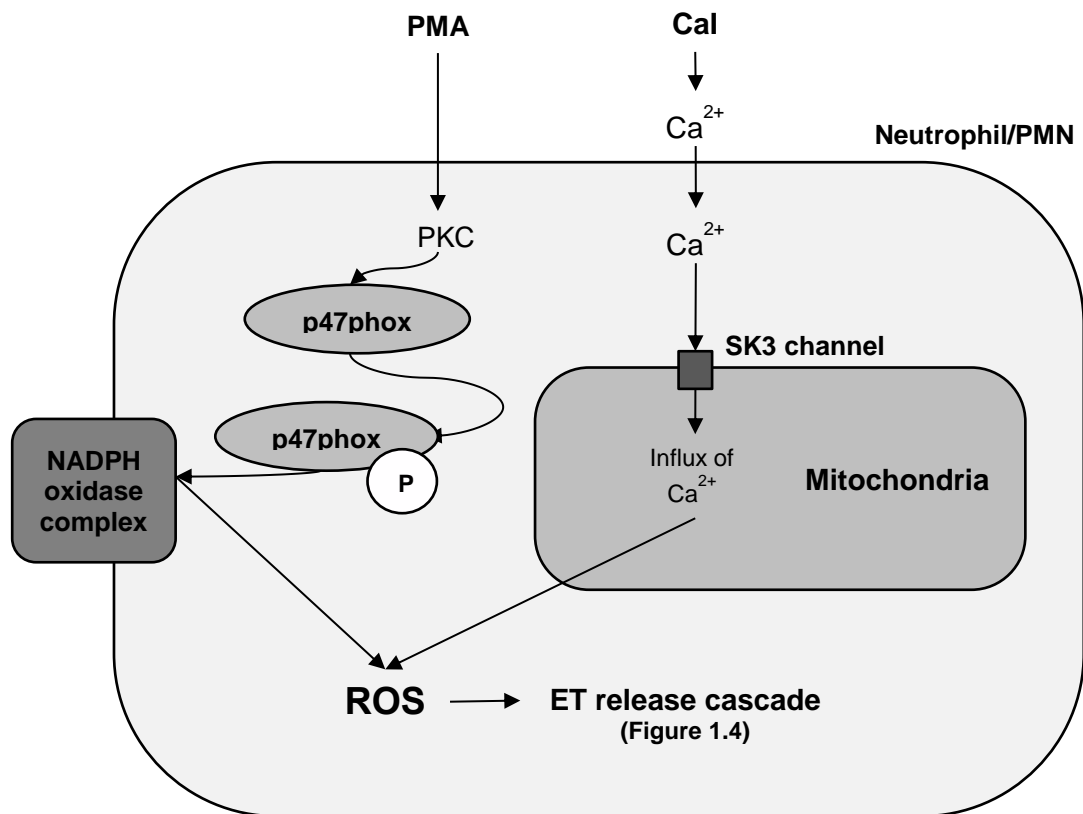 PMA
CaI
Ca2+
Neutrophil/PMN
PKC
Ca2+
p47phox
SK3 channel
p47phox
P
NADPH
oxidase
complex
Influx of
Ca2+
Mitochondria
ROS
ET release cascade
(Figure 1.4)